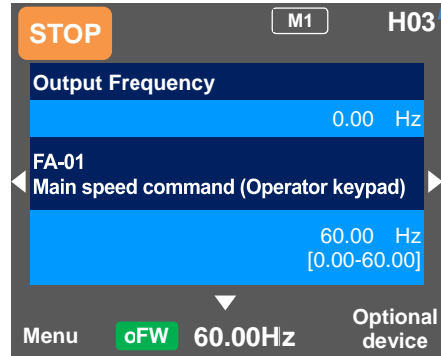 STOP
M1
H03
Output Frequency
0.00 Hz
FA-01
Main speed command (Operator keypad)
60.00 Hz
[0.00-60.00]
Menu
oFW
60.00Hz
Optional
device